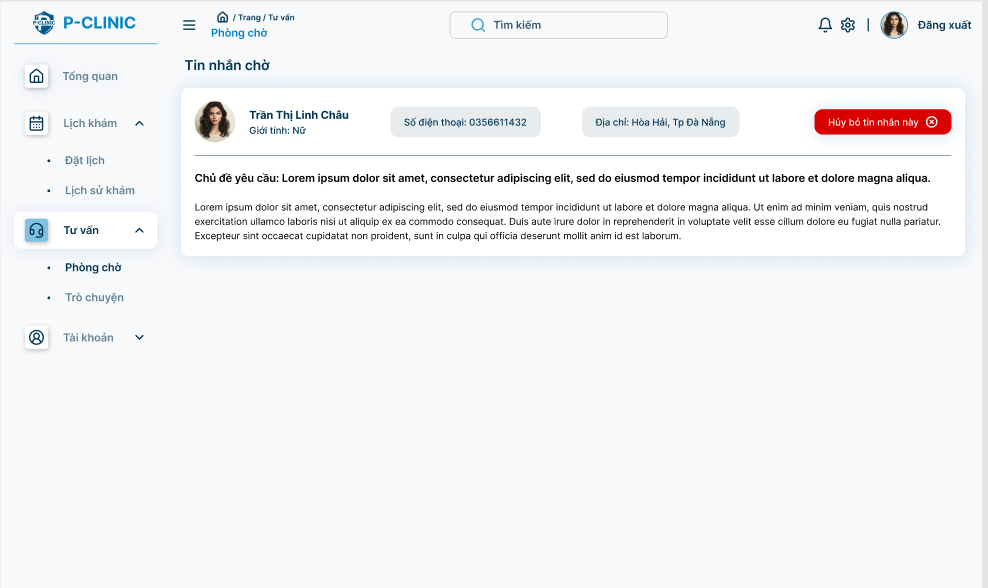 P-CLINIC
P-CLINIC
/ Trang / Tư vấn
Phòng chờ
Tìm kiếm
Đăng xuất
Tổng quan
Lịch khám
Đặt lịch
Lịch sử khám
Tư vấn
Phòng chờ
Trò chuyện
Tài khoản
Tin nhắn chờ
Trần Thị Linh Châu
Giới tính: Nữ
Số điện thoại: 0356611432
Địa chỉ: Hòa Hải, Tp Đà Nẵng
Hủy bỏ tin nhắn này
Chủ đề yêu cầu: Lorem ipsum dolor sit amet, consectetur adipiscing elit, sed do eiusmod tempor incididunt ut labore et dolore magna aliqua.
Lorem ipsum dolor sit amet, consectetur adipiscing elit, sed do eiusmod tempor incididunt ut labore et dolore magna aliqua. Ut enim ad minim veniam, quis nostrud
exercitation ullamco laboris nisi ut aliquip ex ea commodo consequat. Duis aute irure dolor in reprehenderit in voluptate velit esse cillum dolore eu fugiat nulla pariatur.
Excepteur sint occaecat cupidatat non proident, sunt in culpa qui officia deserunt mollit anim id est laborum.